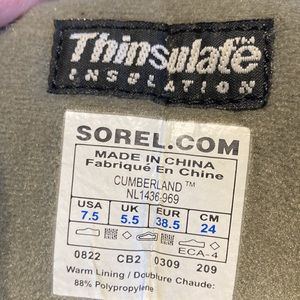 Thinsulate™
INSULATION
SOREL.COM
MADE IN CHINA
Fabriqué En Chine
CUMBERLAND™
NL1436-969
USA UK EUR CM
7.5 5.5 38.5 24
ECA-4
0822 CB2 0309 209
Warm Lining / Doublure Chaude:
88% Polypropylene